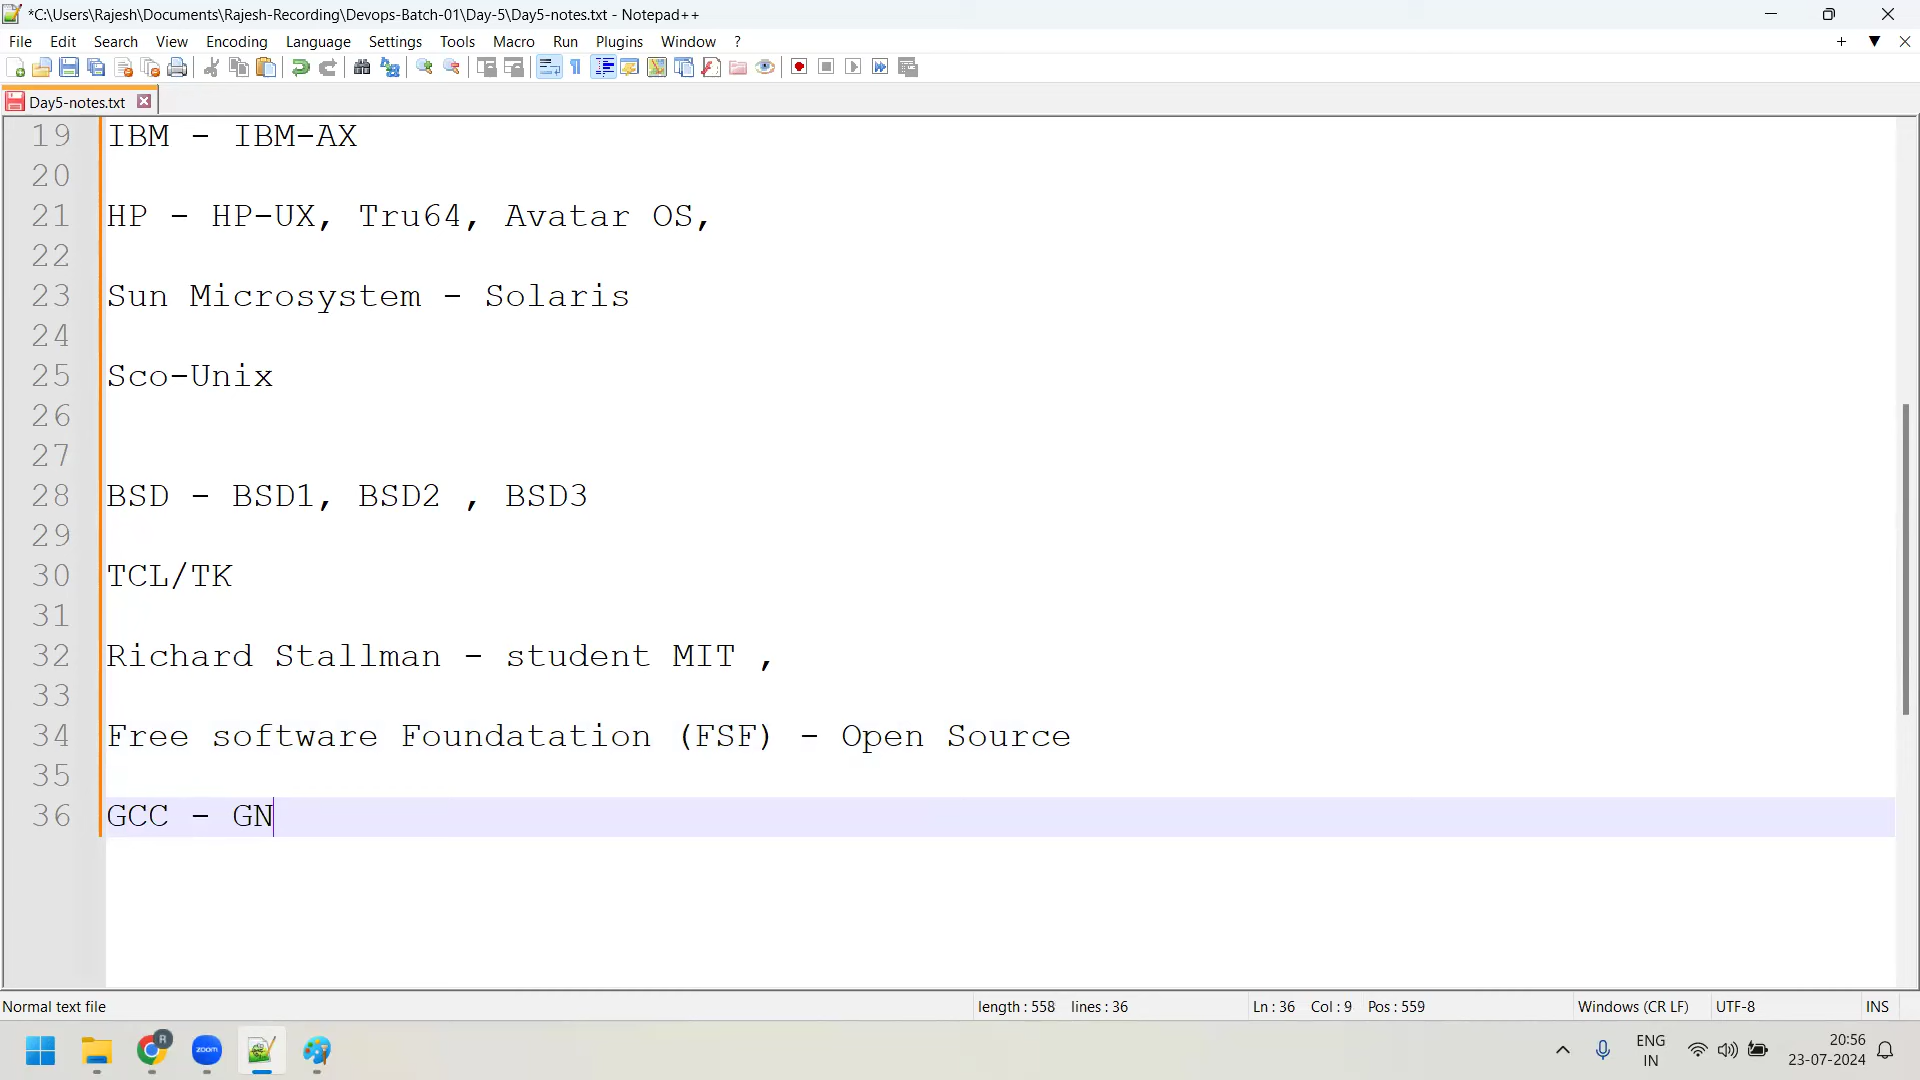 *C:\Users\Rajesh\Documents\Rajesh-Recording\Devops-Batch-01\Day-5\Day5-notes.txt - Notepad++
File Edit Search View Encoding Language Settings Tools Macro Run Plugins Window ?
Day5-notes.txt
19 IBM - IBM-AX
20
21 HP - HP-UX, Tru64, Avatar OS,
22
23 Sun Microsystem - Solaris
24
25 Sco-Unix
26
27
28 BSD - BSD1, BSD2 , BSD3
29
30 TCL/TK
31
32 Richard Stallman - student MIT ,
33
34 Free software Foundatation (FSF) - Open Source
35
36 GCC - GN
Normal text file length : 558 lines : 36 Ln : 36 Col : 9 Pos : 559 Windows (CR LF) UTF-8 INS
R zoom ENG 20:56
IN 23-07-2024